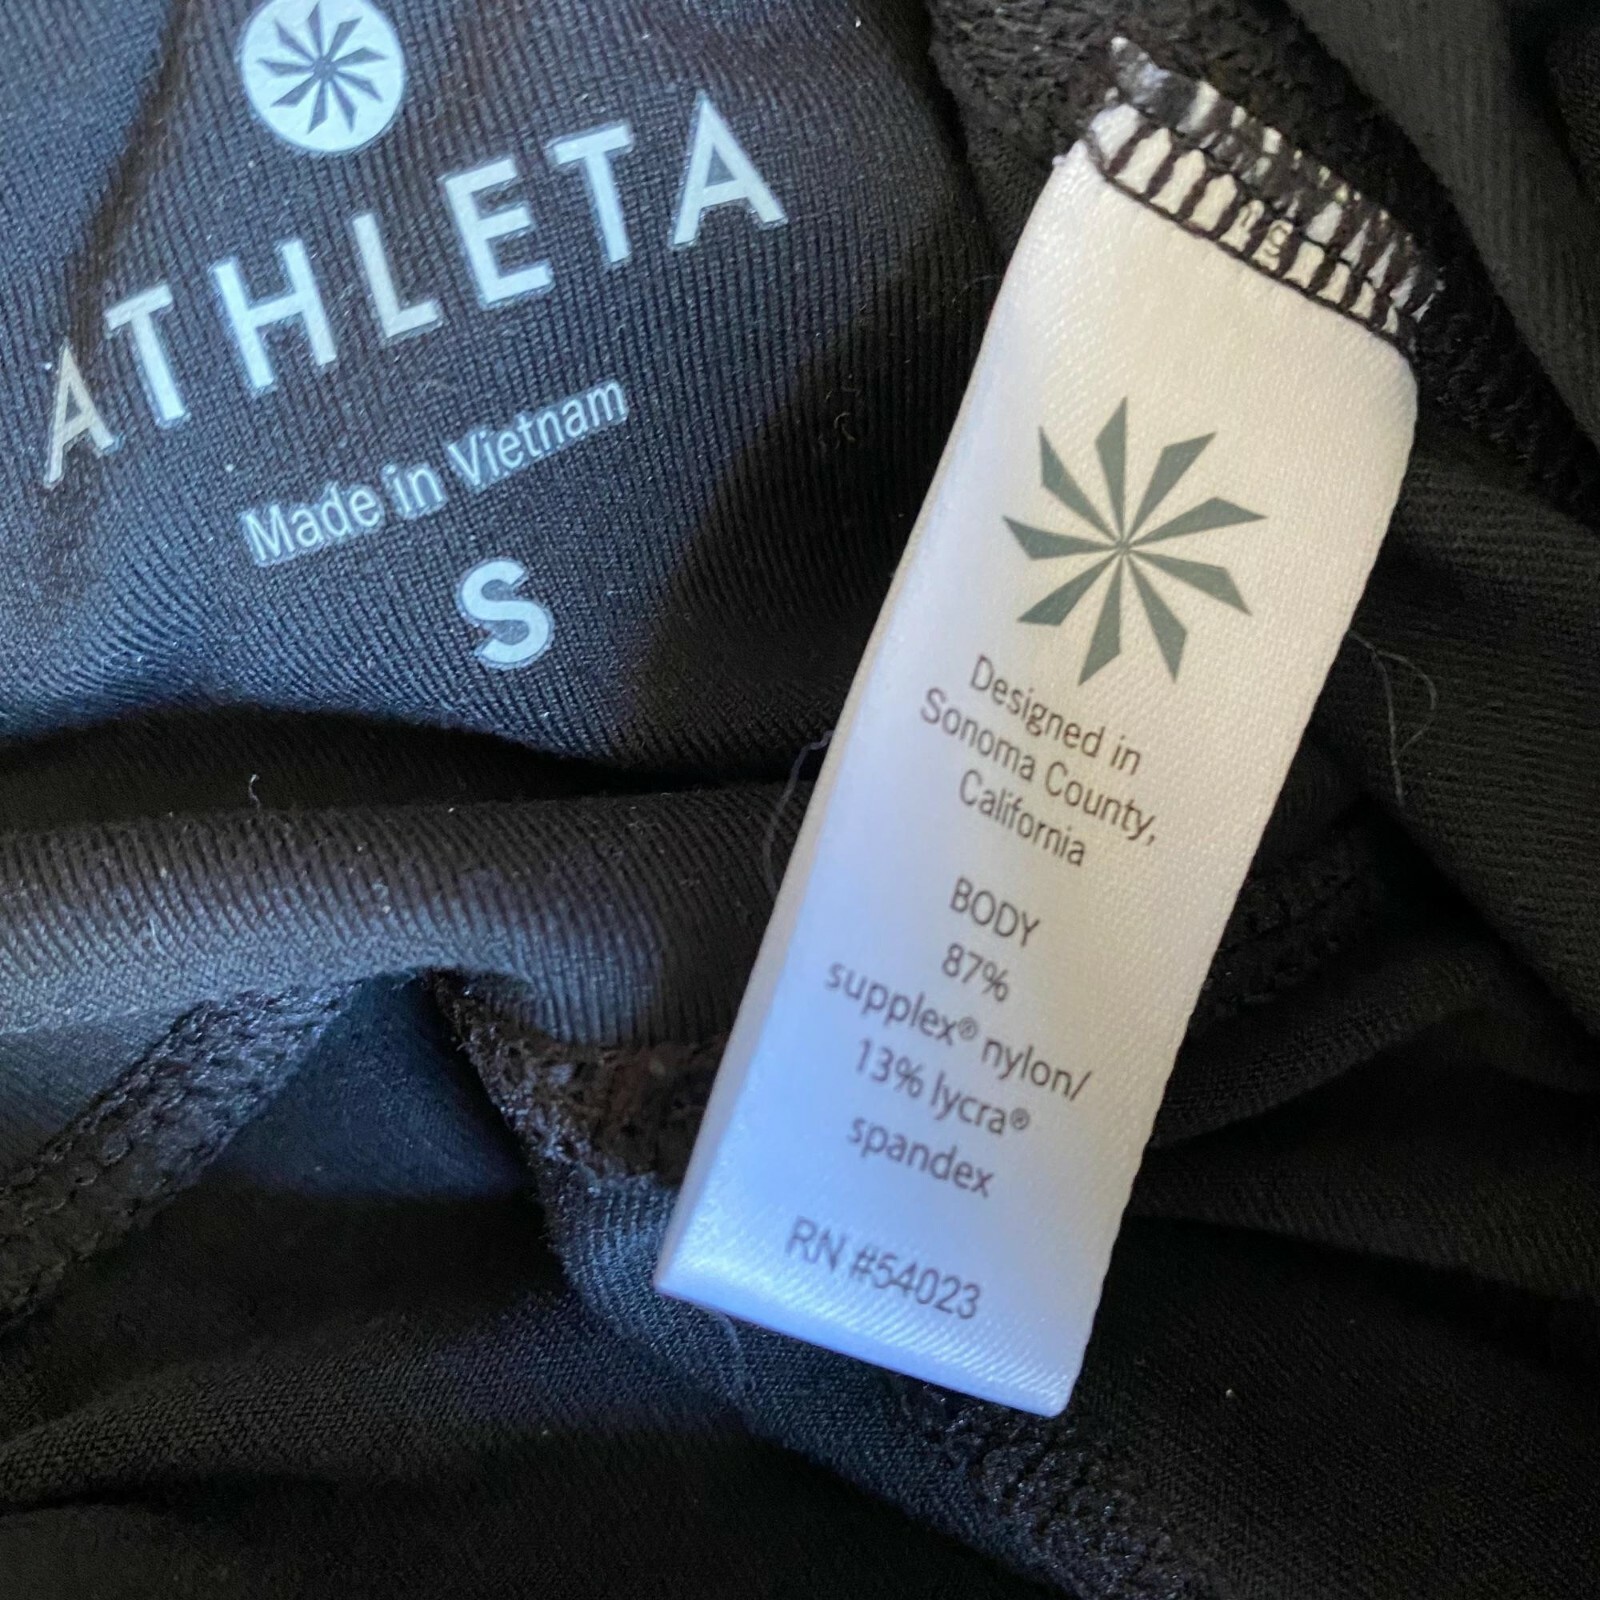 ATHLETA
Made in Vietnam
S
Designed in
Sonoma County,
California
BODY
87%
supplex® nylon/
13% lycra®
spandex
RN #54023